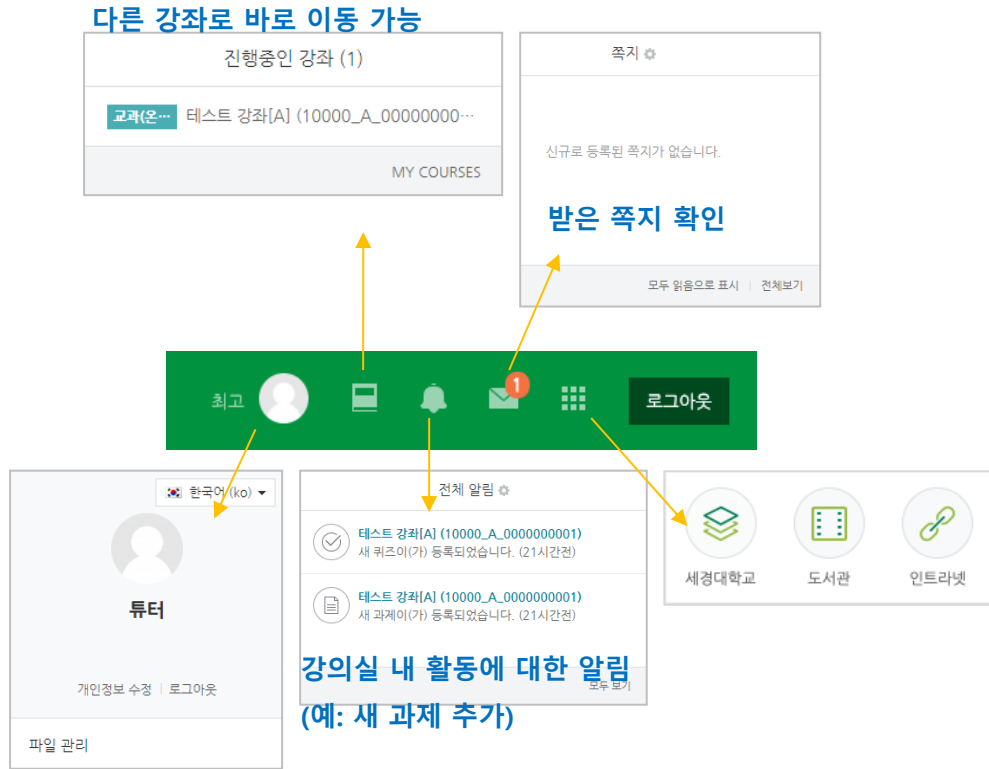 다른 강좌로 바로 이동 가능
진행중인 강좌 (1)
교과(온… 테스트 강좌[A] (10000_A_00000000…
MY COURSES
쪽지
신규로 등록된 쪽지가 없습니다.
받은 쪽지 확인
모두 읽음으로 표시 | 전체보기
최고
1
로그아웃
한국어 (ko)
튜터
개인정보 수정 | 로그아웃
파일 관리
전체 알림
테스트 강좌[A] (10000_A_0000000001)
새 퀴즈이(가) 등록되었습니다. (21시간전)
테스트 강좌[A] (10000_A_0000000001)
새 과제이(가) 등록되었습니다. (21시간전)
강의실 내 활동에 대한 알림
모두 보기
(예: 새 과제 추가)
세경대학교
도서관
인트라넷